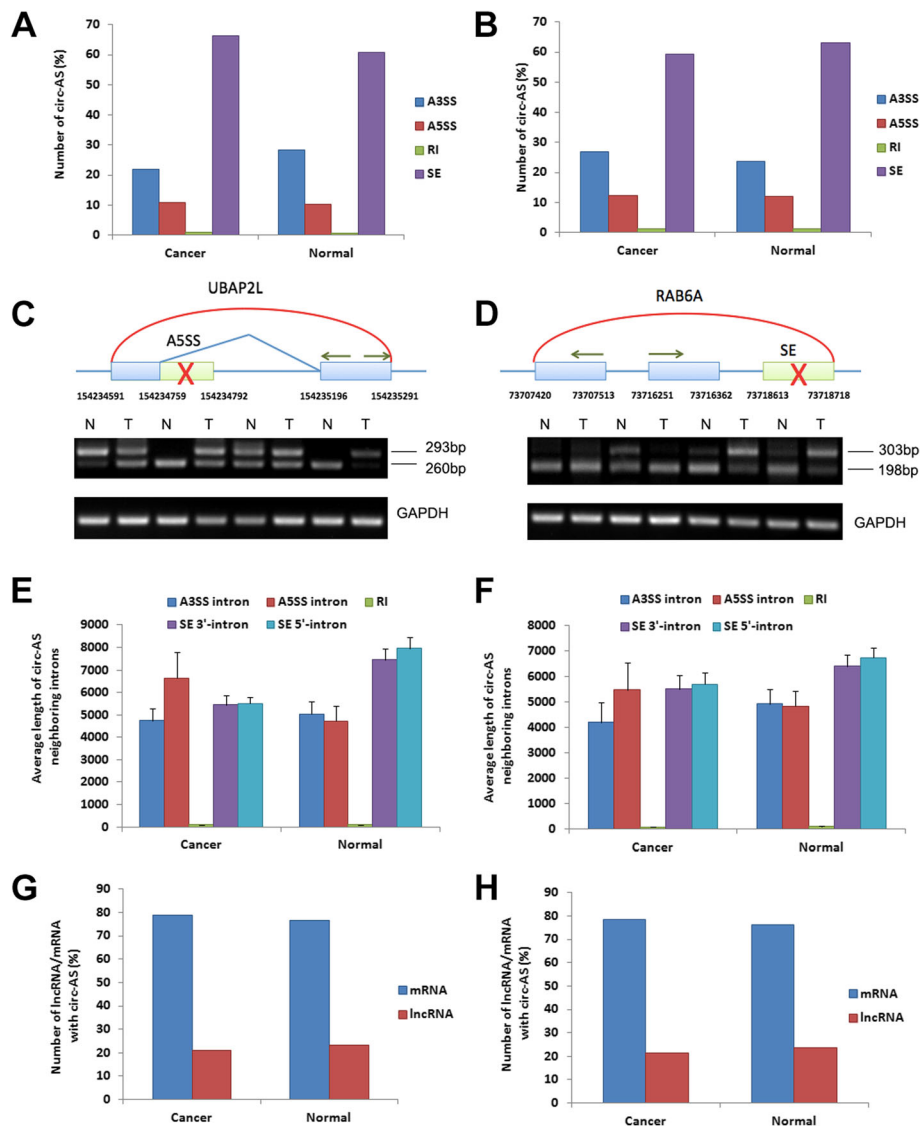 A
Number of circ-AS (%)
70
60
50
40
30
20
10
0
Cancer
Normal
A3SS
A5SS
RI
SE
B
Number of circ-AS (%)
70
60
50
40
30
20
10
0
Cancer
Normal
A3SS
A5SS
RI
SE
C
UBAP2L
A5SS
X
154234591 154234759 154234792 154235196 154235291
N T N T N T N T
293bp
260bp
GAPDH
D
RAB6A
SE
X
73707420 73707513 73716251 73716362 73718613 73718718
N T N T N T N T
303bp
198bp
GAPDH
E
A3SS intron A5SS intron RI
SE 3'-intron SE 5'-intron
Average length of circ-AS
neighboring introns
9000
8000
7000
6000
5000
4000
3000
2000
1000
0
Cancer
Normal
F
A3SS intron A5SS intron RI
SE 3'-intron SE 5'-intron
Average length of circ-AS
neighboring introns
9000
8000
7000
6000
5000
4000
3000
2000
1000
0
Cancer
Normal
G
Number of lncRNA/mRNA
with circ-AS (%)
90
80
70
60
50
40
30
20
10
0
Cancer
Normal
mRNA
lncRNA
H
Number of lncRNA/mRNA
with circ-AS (%)
90
80
70
60
50
40
30
20
10
0
Cancer
Normal
mRNA
lncRNA